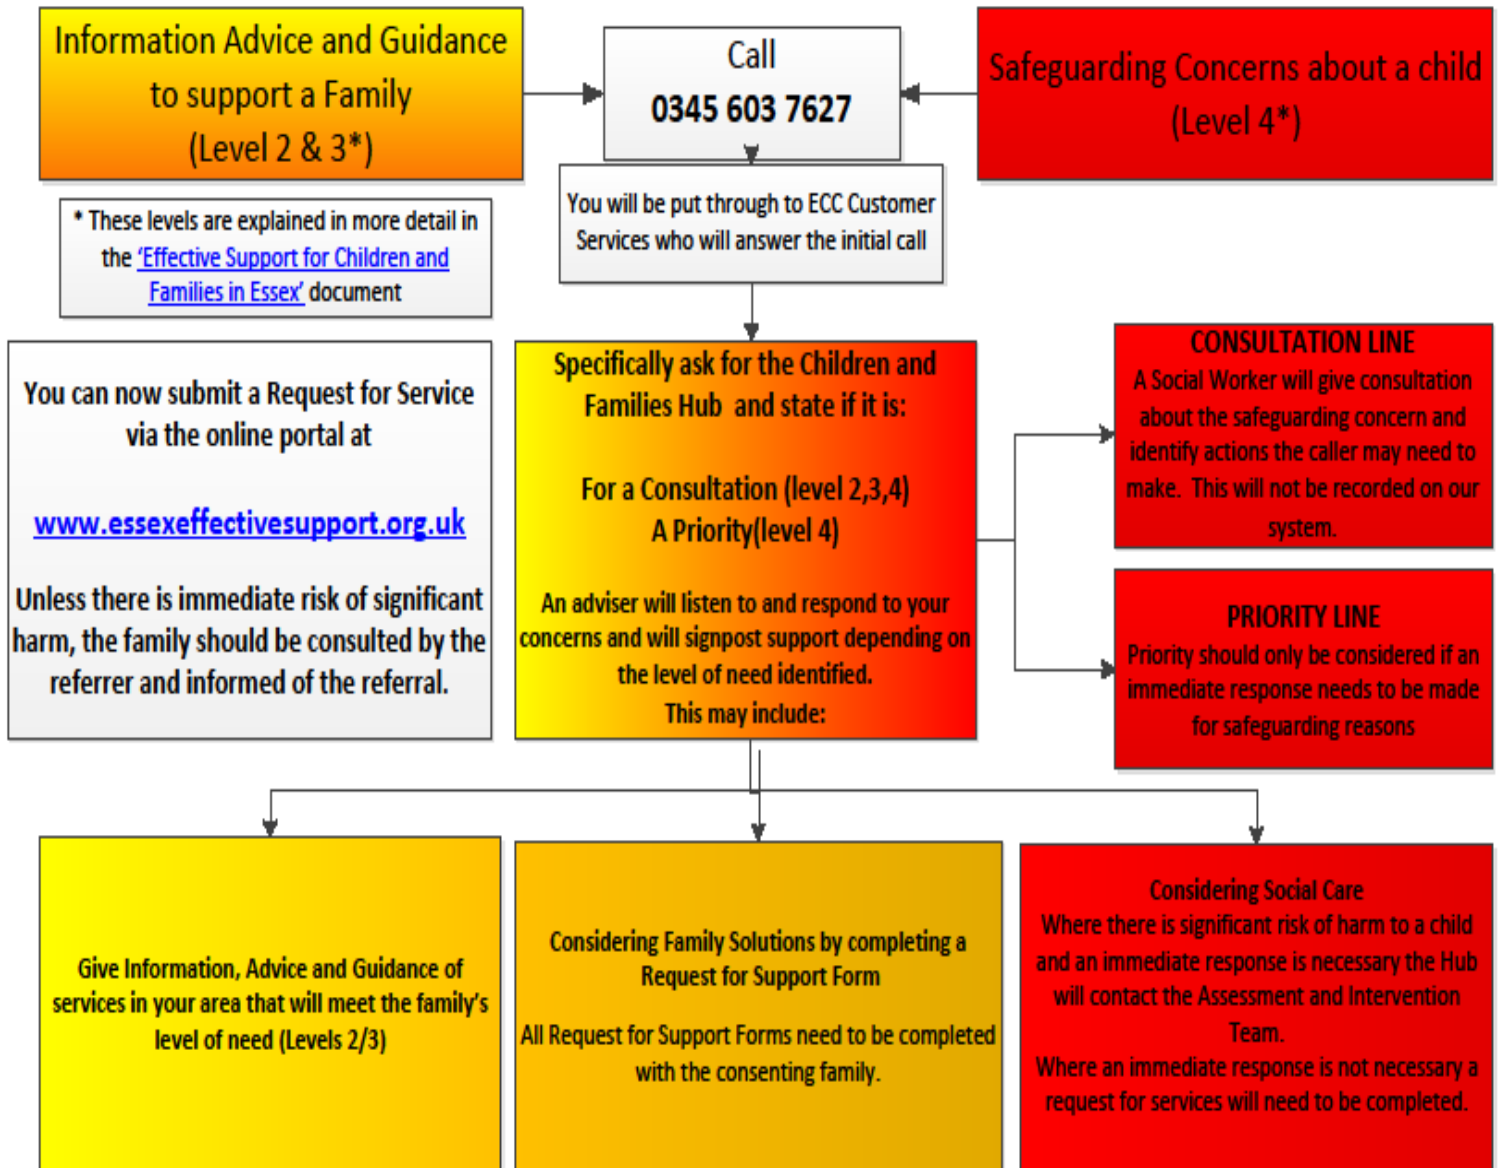 Information Advice and Guidance
to support a Family
(Level 2 & 3*)
Call
0345 603 7627
Safeguarding Concerns about a child
(Level 4*)
* These levels are explained in more detail in
the 'Effective Support for Children and
Families in Essex' document
You will be put through to ECC Customer
Services who will answer the initial call
You can now submit a Request for Service
via the online portal at
www.essexeffectivesupport.org.uk
Unless there is immediate risk of significant
harm, the family should be consulted by the
referrer and informed of the referral.
Specifically ask for the Children and
Families Hub and state if it is:
For a Consultation (level 2,3,4)
A Priority(level 4)
An adviser will listen to and respond to your
concerns and will signpost support depending on
the level of need identified.
This may include:
CONSULTATION LINE
A Social Worker will give consultation
about the safeguarding concern and
identify actions the caller may need to
make. This will not be recorded on our
system.
PRIORITY LINE
Priority should only be considered if an
immediate response needs to be made
for safeguarding reasons
Give Information, Advice and Guidance of
services in your area that will meet the family's
level of need (Levels 2/3)
Considering Family Solutions by completing a
Request for Support Form
All Request for Support Forms need to be completed
with the consenting family.
Considering Social Care
Where there is significant risk of harm to a child
and an immediate response is necessary the Hub
will contact the Assessment and Intervention
Team.
Where an immediate response is not necessary a
request for services will need to be completed.